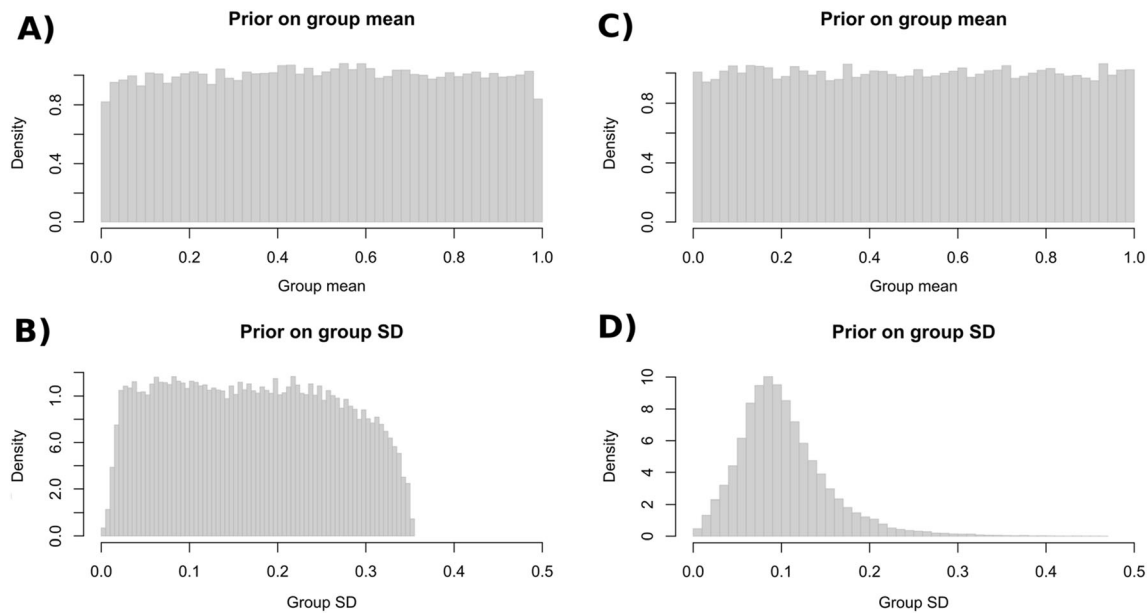 A)
Prior on group mean
Density
0.0 0.4 0.8
0.0 0.2 0.4 0.6 0.8 1.0
Group mean
C)
Prior on group mean
Density
0.0 0.4 0.8
0.0 0.2 0.4 0.6 0.8 1.0
Group mean
B)
Prior on group SD
Density
0.0 2.0 6.0 1.0
0.0 0.1 0.2 0.3 0.4 0.5
Group SD
D)
Prior on group SD
Density
0 2 4 6 8 10
0.0 0.1 0.2 0.3 0.4 0.5
Group SD